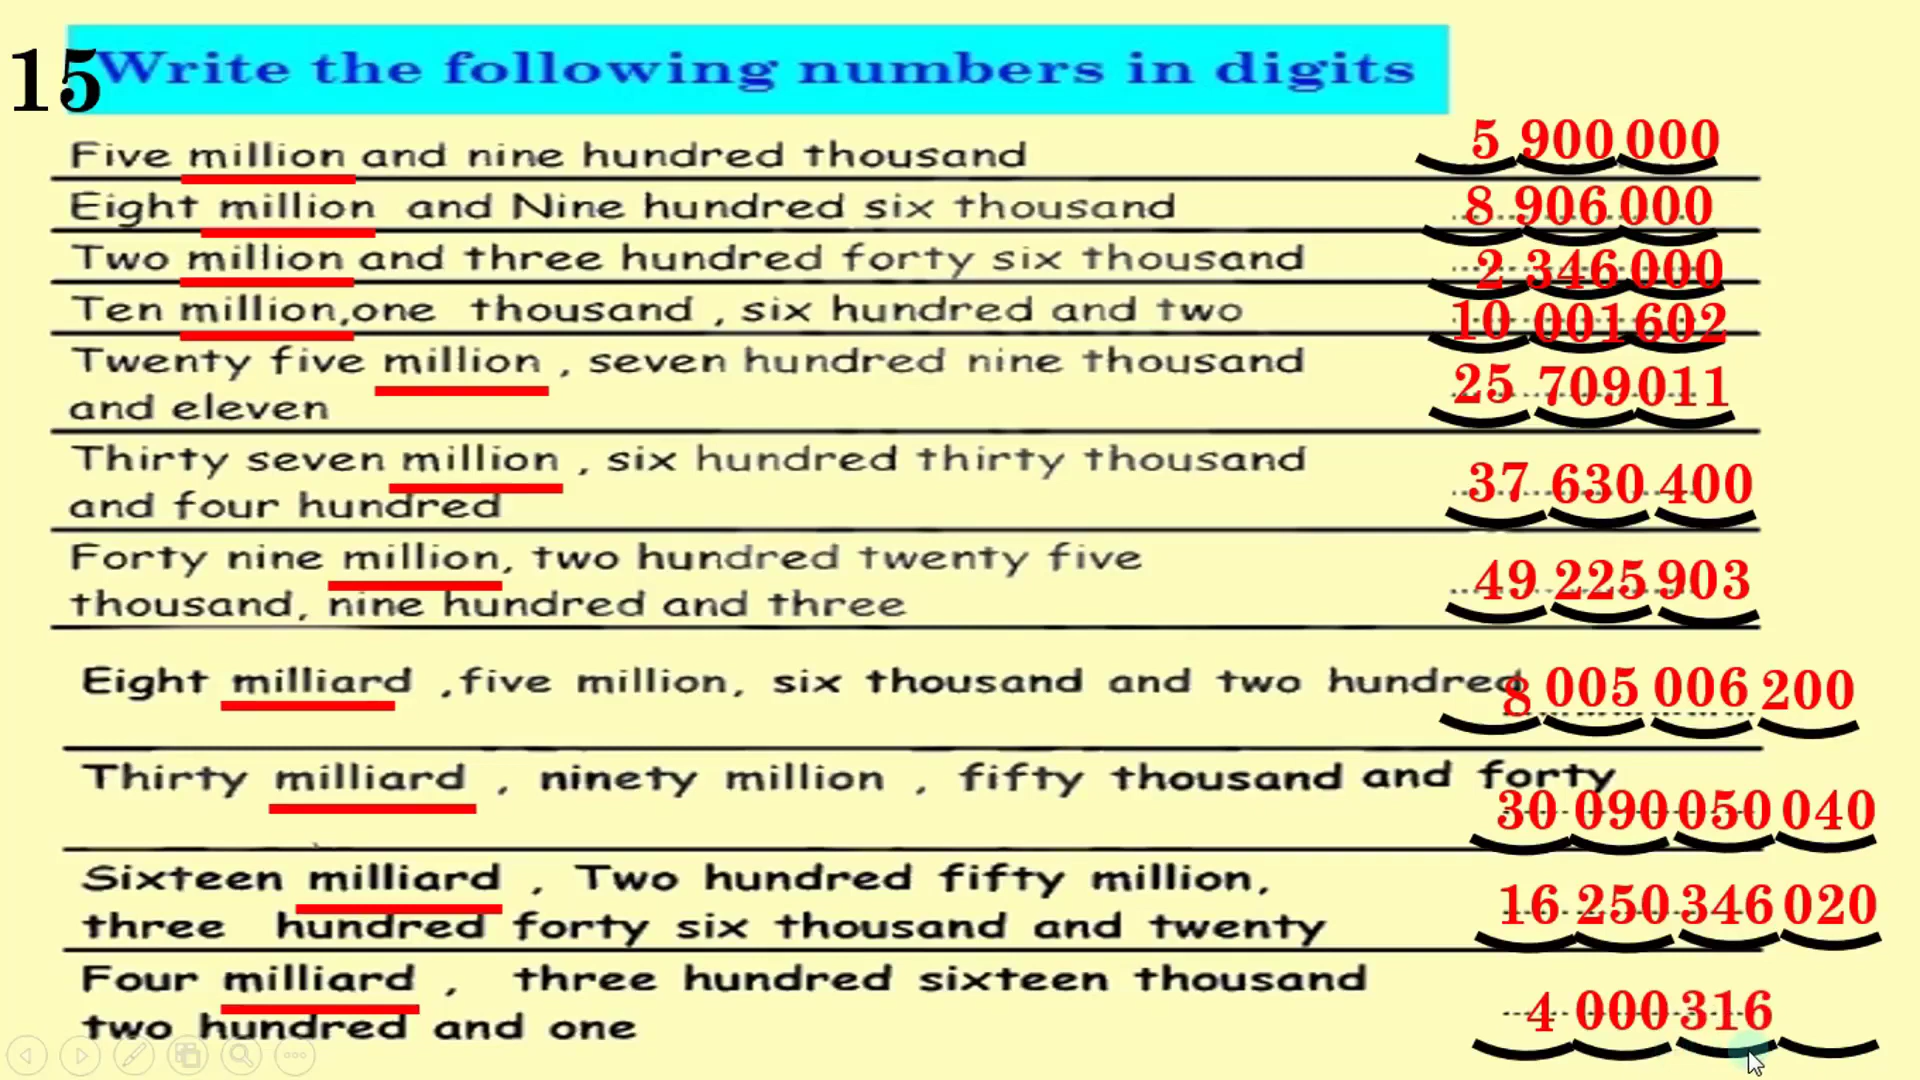 15 Write the following numbers in digits
Five million and nine hundred thousand 5 900 000
Eight million and Nine hundred six thousand 8 906 000
Two million and three hundred forty six thousand 2 346 000
Ten million,one thousand , six hundred and two 10 001 602
Twenty five million , seven hundred nine thousand
and eleven 25 709 011
Thirty seven million , six hundred thirty thousand
and four hundred 37 630 400
Forty nine million, two hundred twenty five
thousand, nine hundred and three 49 225 903
Eight milliard ,five million, six thousand and two hundred 8 005 006 200
Thirty milliard , ninety million , fifty thousand and forty
30 090 050 040
Sixteen milliard , Two hundred fifty million,
three hundred forty six thousand and twenty 16 250 346 020
Four milliard , three hundred sixteen thousand
two hundred and one 4 000 316